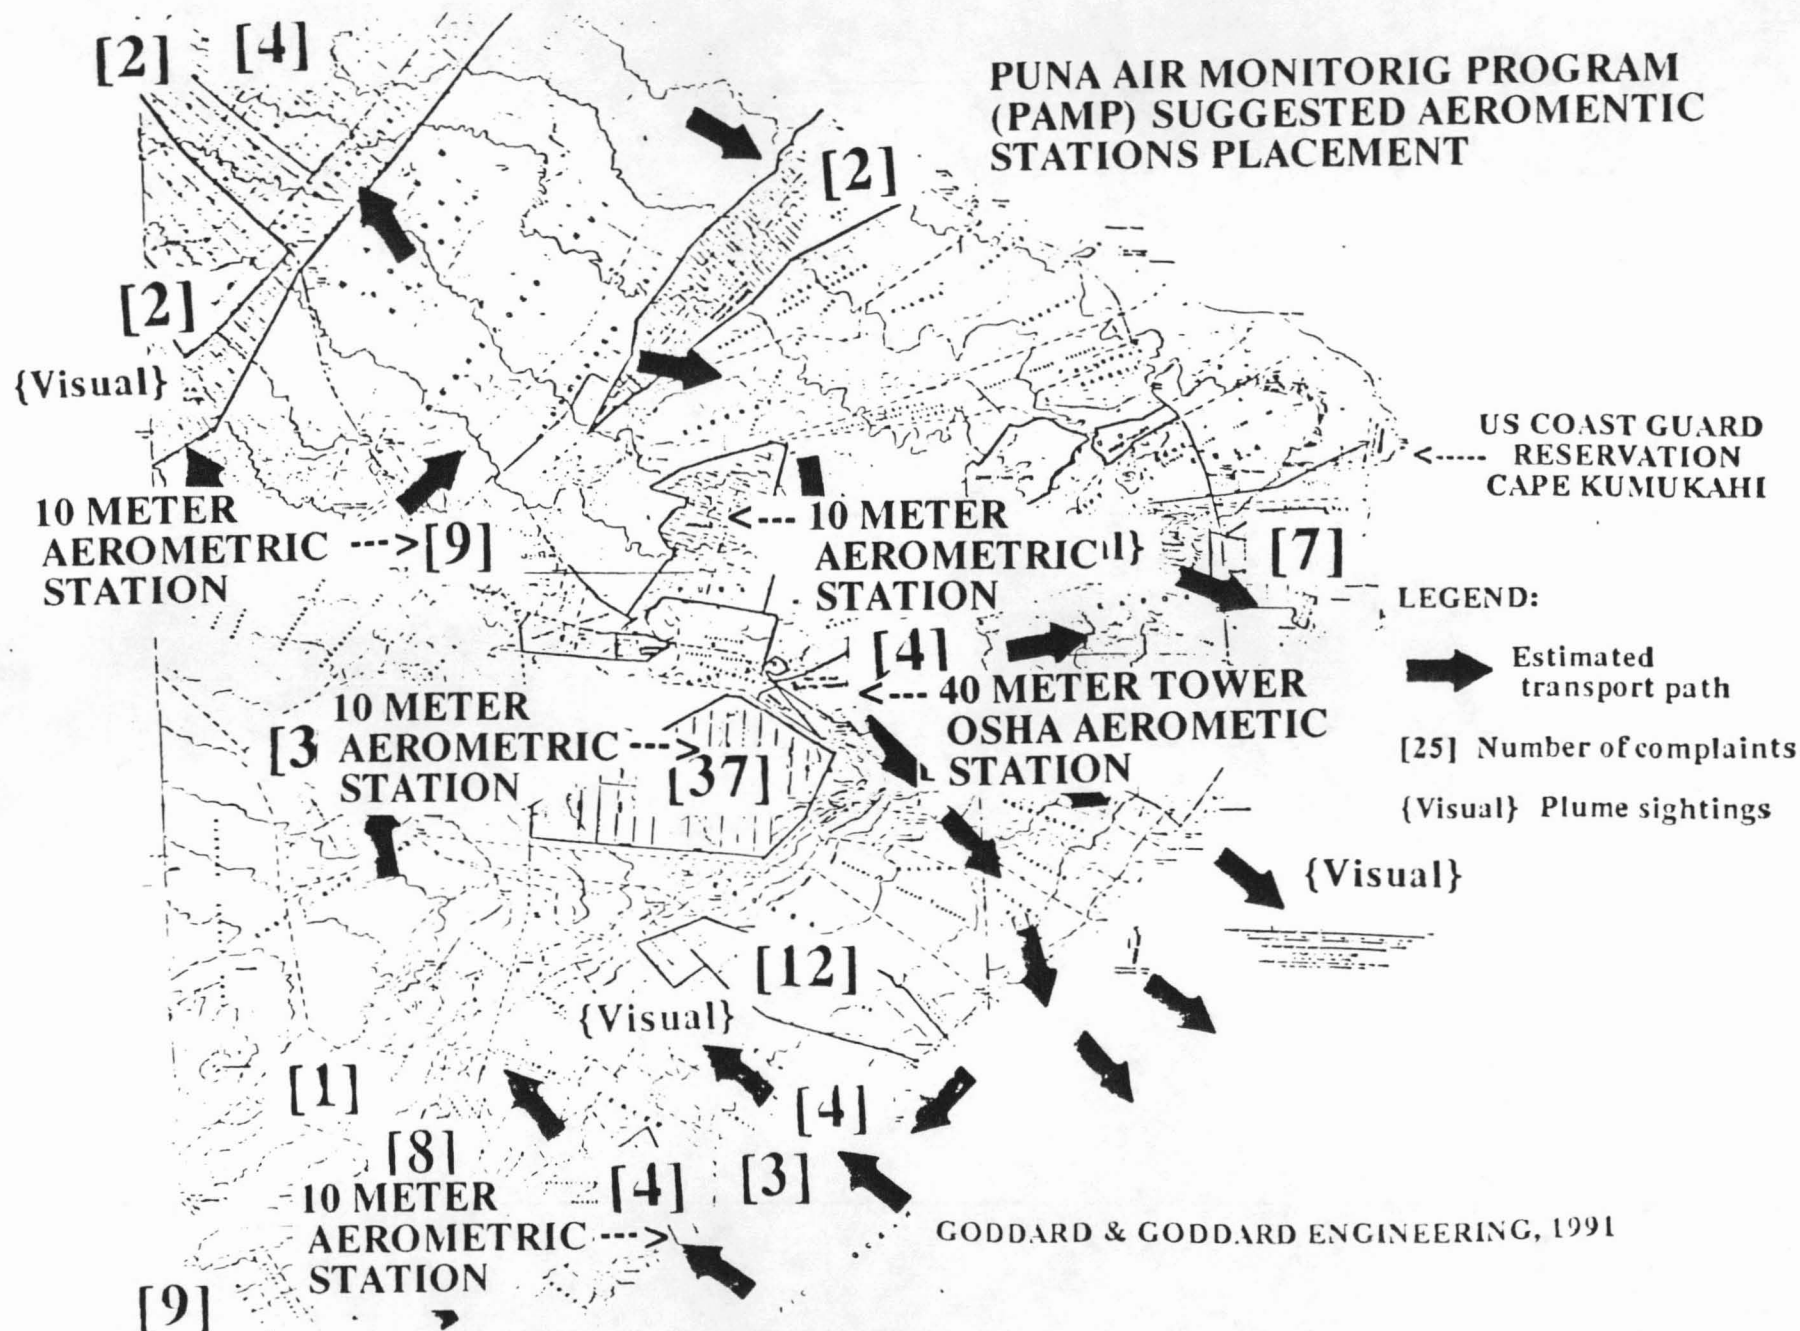 PUNA AIR MONITORIG PROGRAM
(PAMP) SUGGESTED AEROMENTIC
STATIONS PLACEMENT
[2]
[4]
[2]
[2]
{Visual}
US COAST GUARD
<----- RESERVATION
CAPE KUMUKAHI
10 METER
AEROMETRIC --->[9]
STATION
<--- 10 METER
AEROMETRIC l}
STATION
[7]
LEGEND:
Estimated
transport path
[25] Number of complaints
{Visual} Plume sightings
[4]
<--- 40 METER TOWER
OSHA AEROMETIC
STATION
10 METER
[3 AEROMETRIC --->
STATION
[37]
{Visual}
[12]
{Visual}
[1]
[4]
[8]
[4]
[3]
10 METER
AEROMETRIC --->
STATION
GODDARD & GODDARD ENGINEERING, 1991
[9]